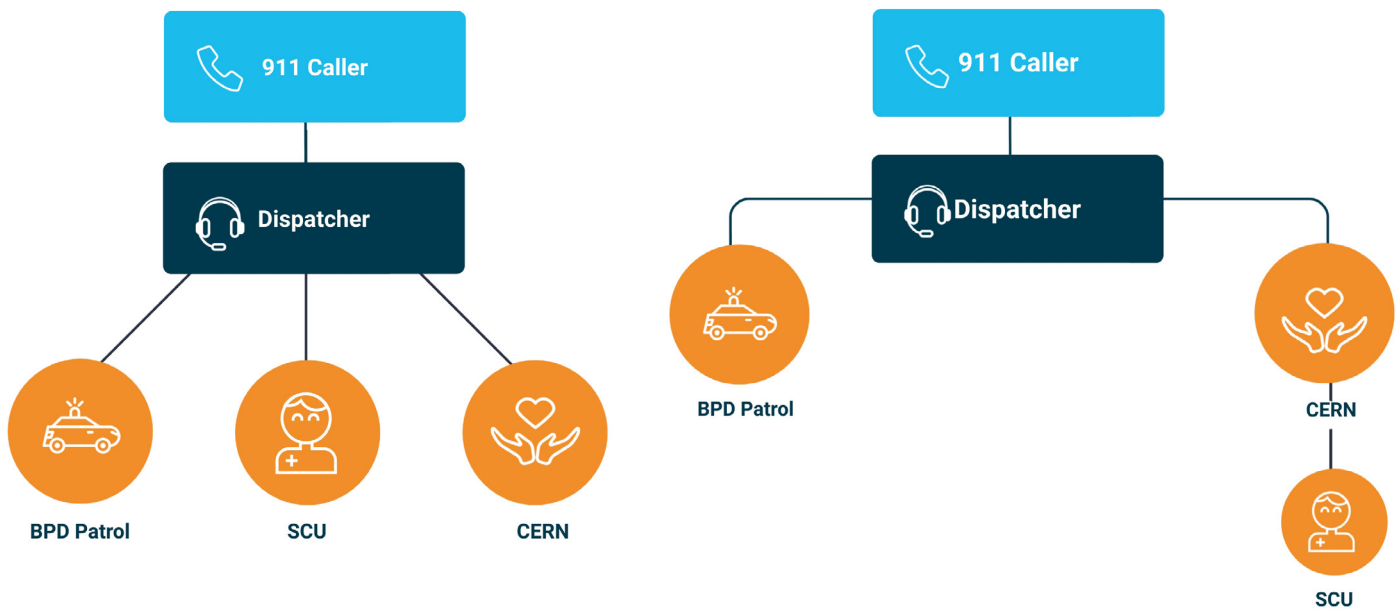 911 Caller
Dispatcher
BPD Patrol
SCU
CERN
911 Caller
Dispatcher
BPD Patrol
CERN
SCU